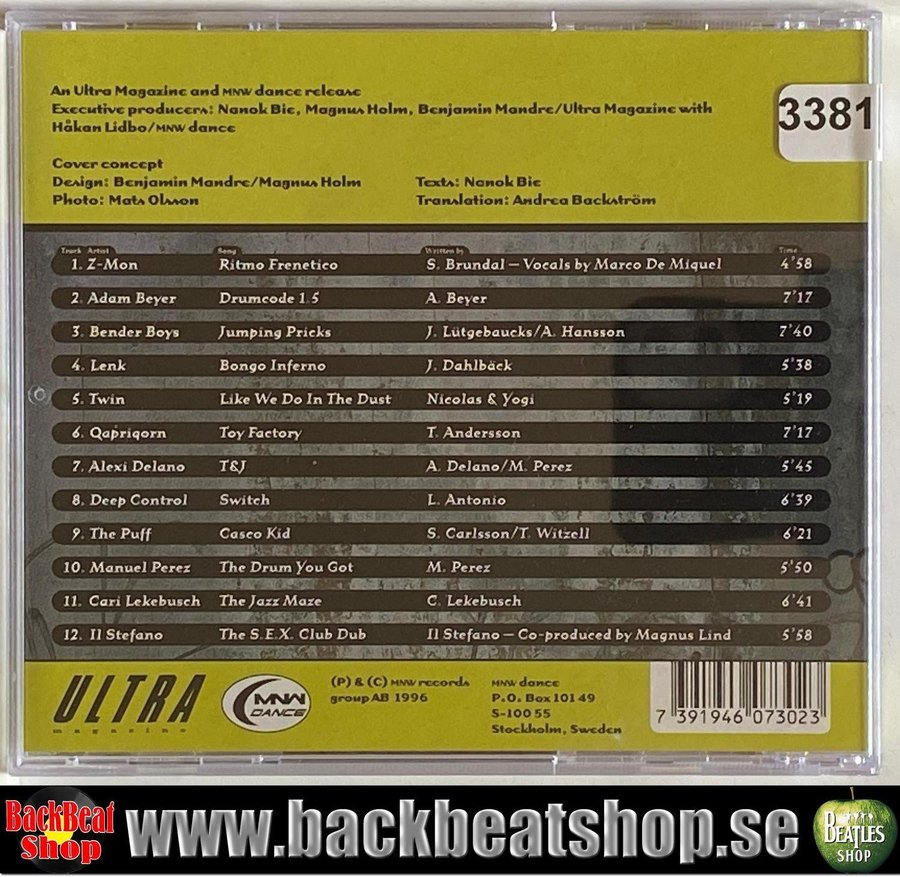 An Ultra Magazine and MNW dance release
Executive producers: Nanok Bie, Magnus Holm, Benjamin Mandre/Ultra Magazine with
Håkan Lidbo/MNW dance
3381
Cover concept
Design: Benjamin Mandre/Magnus Holm Texts: Nanok Bie
Photo: Mats Olsson Translation: Andrea Backström
Track Artist Song Written by Time
1. Z-Mon Ritmo Frenetico S. Brundal – Vocals by Marco De Miquel 4'58
2. Adam Beyer Drumcode 1.5 A. Beyer 7'17
3. Bender Boys Jumping Pricks J. Lütgebaucks/A. Hansson 7'40
4. Lenk Bongo Inferno J. Dahlbäck 5'38
5. Twin Like We Do In The Dust Nicolas & Yogi 5'19
6. Qapriqorn Toy Factory T. Andersson 7'17
7. Alexi Delano T&J A. Delano/M. Perez 5'45
8. Deep Control Switch L. Antonio 6'39
9. The Puff Casco Kid S. Carlsson/T. Witzell 6'21
10. Manuel Perez The Drum You Got M. Perez 5'50
11. Cari Lekebusch The Jazz Maze C. Lekebusch 6'41
12. Il Stefano The S.E.X. Club Dub Il Stefano – Co-produced by Magnus Lind 5'58
ULTRA
magazine
MNW
DANCE
(P) & (C) MNW records
group AB 1996
MNW dance
P.O. Box 101 49
S-100 55
Stockholm, Sweden
7 391946 073023
BackBeat
Shop
www.backbeatshop.se
BEATLES
SHOP